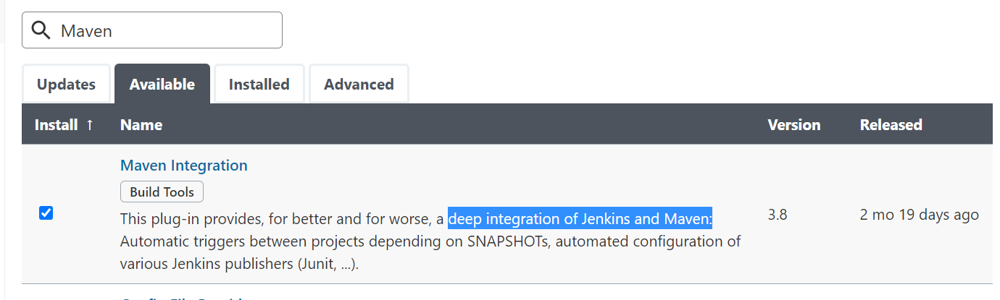 Maven
Updates Available Installed Advanced
Install ↑ Name Version Released
Maven Integration
Build Tools
This plug-in provides, for better and for worse, a deep integration of Jenkins and Maven:
3.8 2 mo 19 days ago
Automatic triggers between projects depending on SNAPSHOTs, automated configuration of
various Jenkins publishers (Junit, ...).